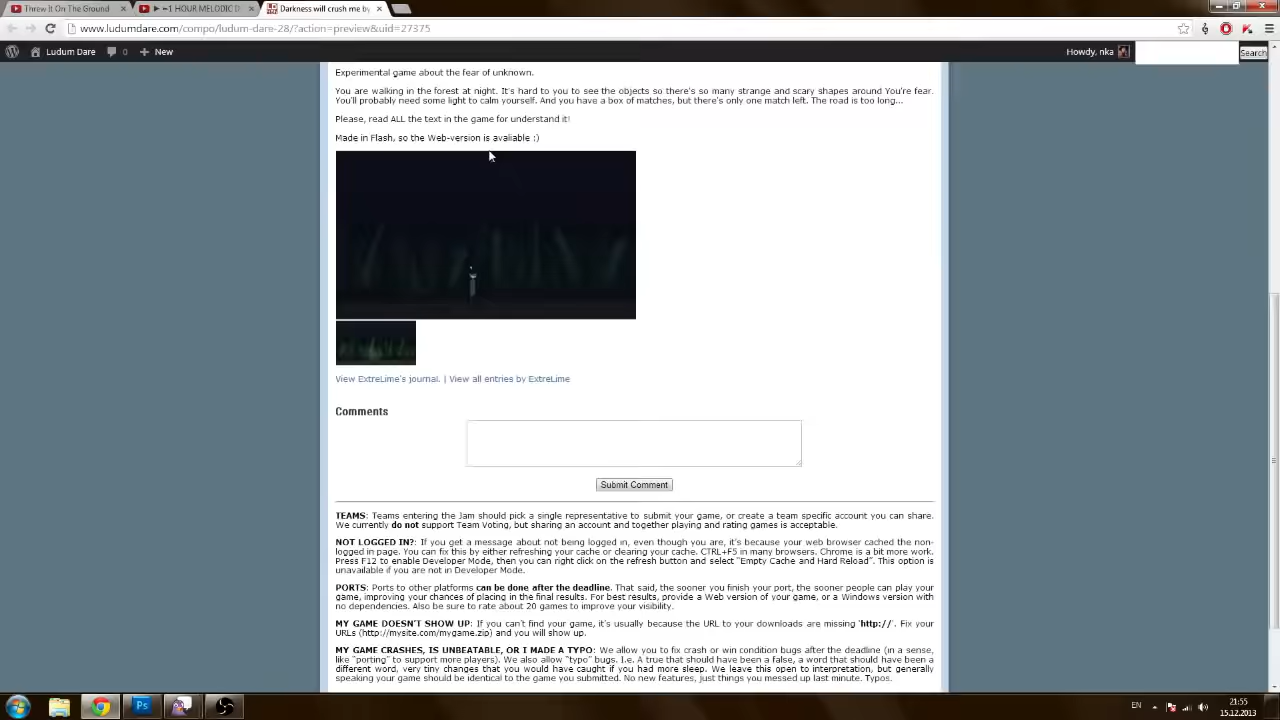 Threw It On The Ground
1 HOUR MELODIC D
Darkness will crush me by
www.ludumdare.com/compo/ludum-dare-28/?action=preview&uid=27375
Ludum Dare
0
New
Howdy, nka
Search
Experimental game about the fear of unknown.
You are walking in the forest at night. It's hard to you to see the objects so there's so many strange and scary shapes around You're fear.
You'll probably need some light to calm yourself. And you have a box of matches, but there's only one match left. The road is too long...
Please, read ALL the text in the game for understand it!
Made in Flash, so the Web-version is avaliable ;)
View ExtreLime's journal. | View all entries by ExtreLime
Comments
Submit Comment
TEAMS: Teams entering the Jam should pick a single representative to submit your game, or create a team specific account you can share.
We currently do not support Team Voting, but sharing an account and together playing and rating games is acceptable.
NOT LOGGED IN?: If you get a message about not being logged in, even though you are, it's because your web browser cached the non-
logged in page. You can fix this by either refreshing your cache or clearing your cache. CTRL+F5 in many browsers. Chrome is a bit more work.
Press F12 to enable Developer Mode, then you can right click on the refresh button and select "Empty Cache and Hard Reload". This option is
unavailable if you are not in Developer Mode.
PORTS: Ports to other platforms can be done after the deadline. That said, the sooner you finish your port, the sooner people can play your
game, improving your chances of placing in the final results. For best results, provide a Web version of your game, or a Windows version with
no dependencies. Also be sure to rate about 20 games to improve your visibility.
MY GAME DOESN'T SHOW UP: If you can't find your game, it's usually because the URL to your downloads are missing 'http://'. Fix your
URLs (http://mysite.com/mygame.zip) and you will show up.
MY GAME CRASHES, IS UNBEATABLE, OR I MADE A TYPO: We allow you to fix crash or win condition bugs after the deadline (in a sense,
like "porting" to support more players). We also allow "typo" bugs. I.e. A true that should have been a false, a word that should have been a
different word, very tiny changes that you would have caught if you had more sleep. We leave this open to interpretation, but generally
speaking your game should be identical to the game you submitted. No new features, just things you messed up last minute. Typos.
Ps
EN
21:55
15.12.2013